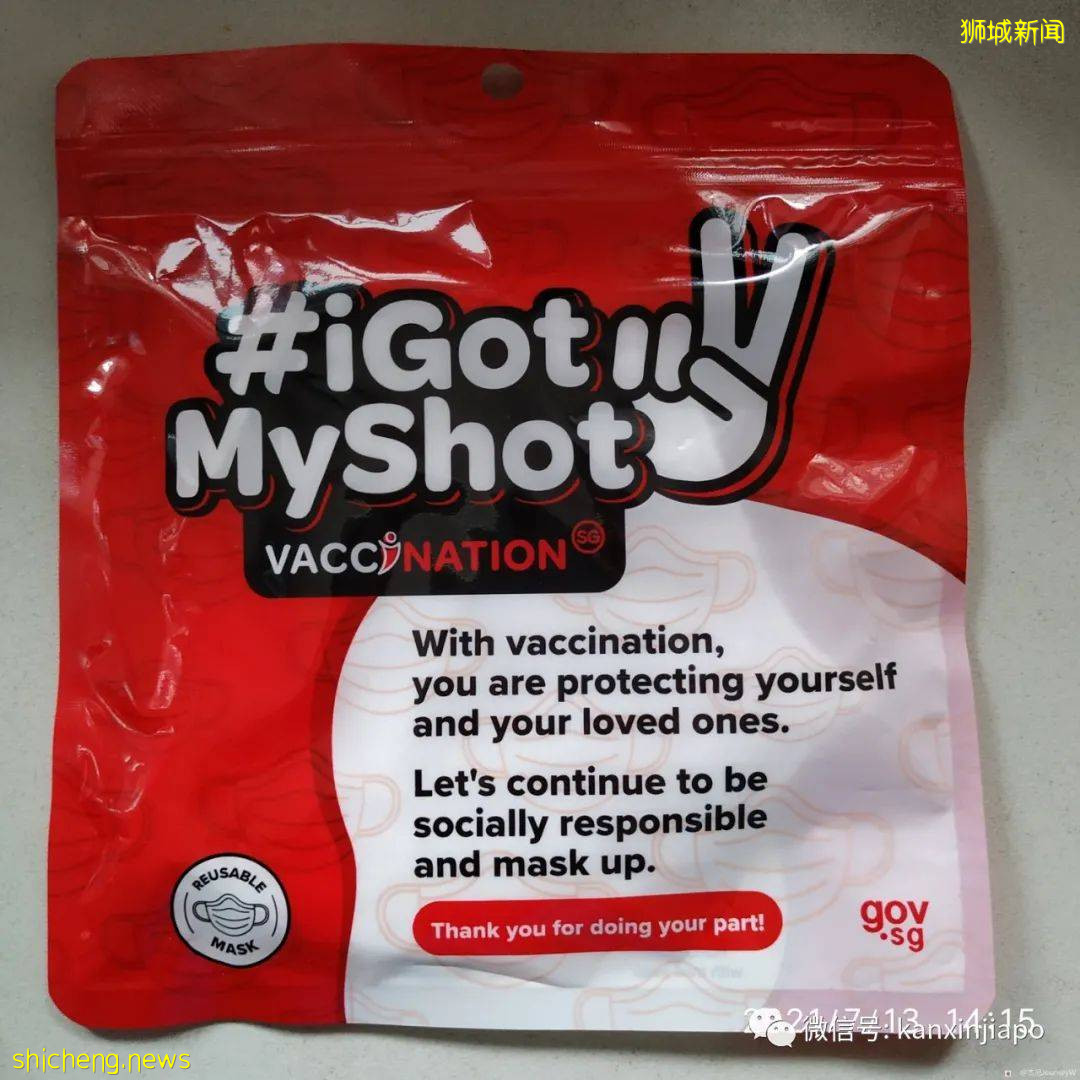 狮城新闻
#iGot
MyShot
VACCiNATION SG
With vaccination,
you are protecting yourself
and your loved ones.
Let's continue to be
socially responsible
and mask up.
Thank you for doing your part!
REUSABLE
MASK
gov
.sg
2021/7/13 14:15
微信号: kanxinjiapo
shicheng.news